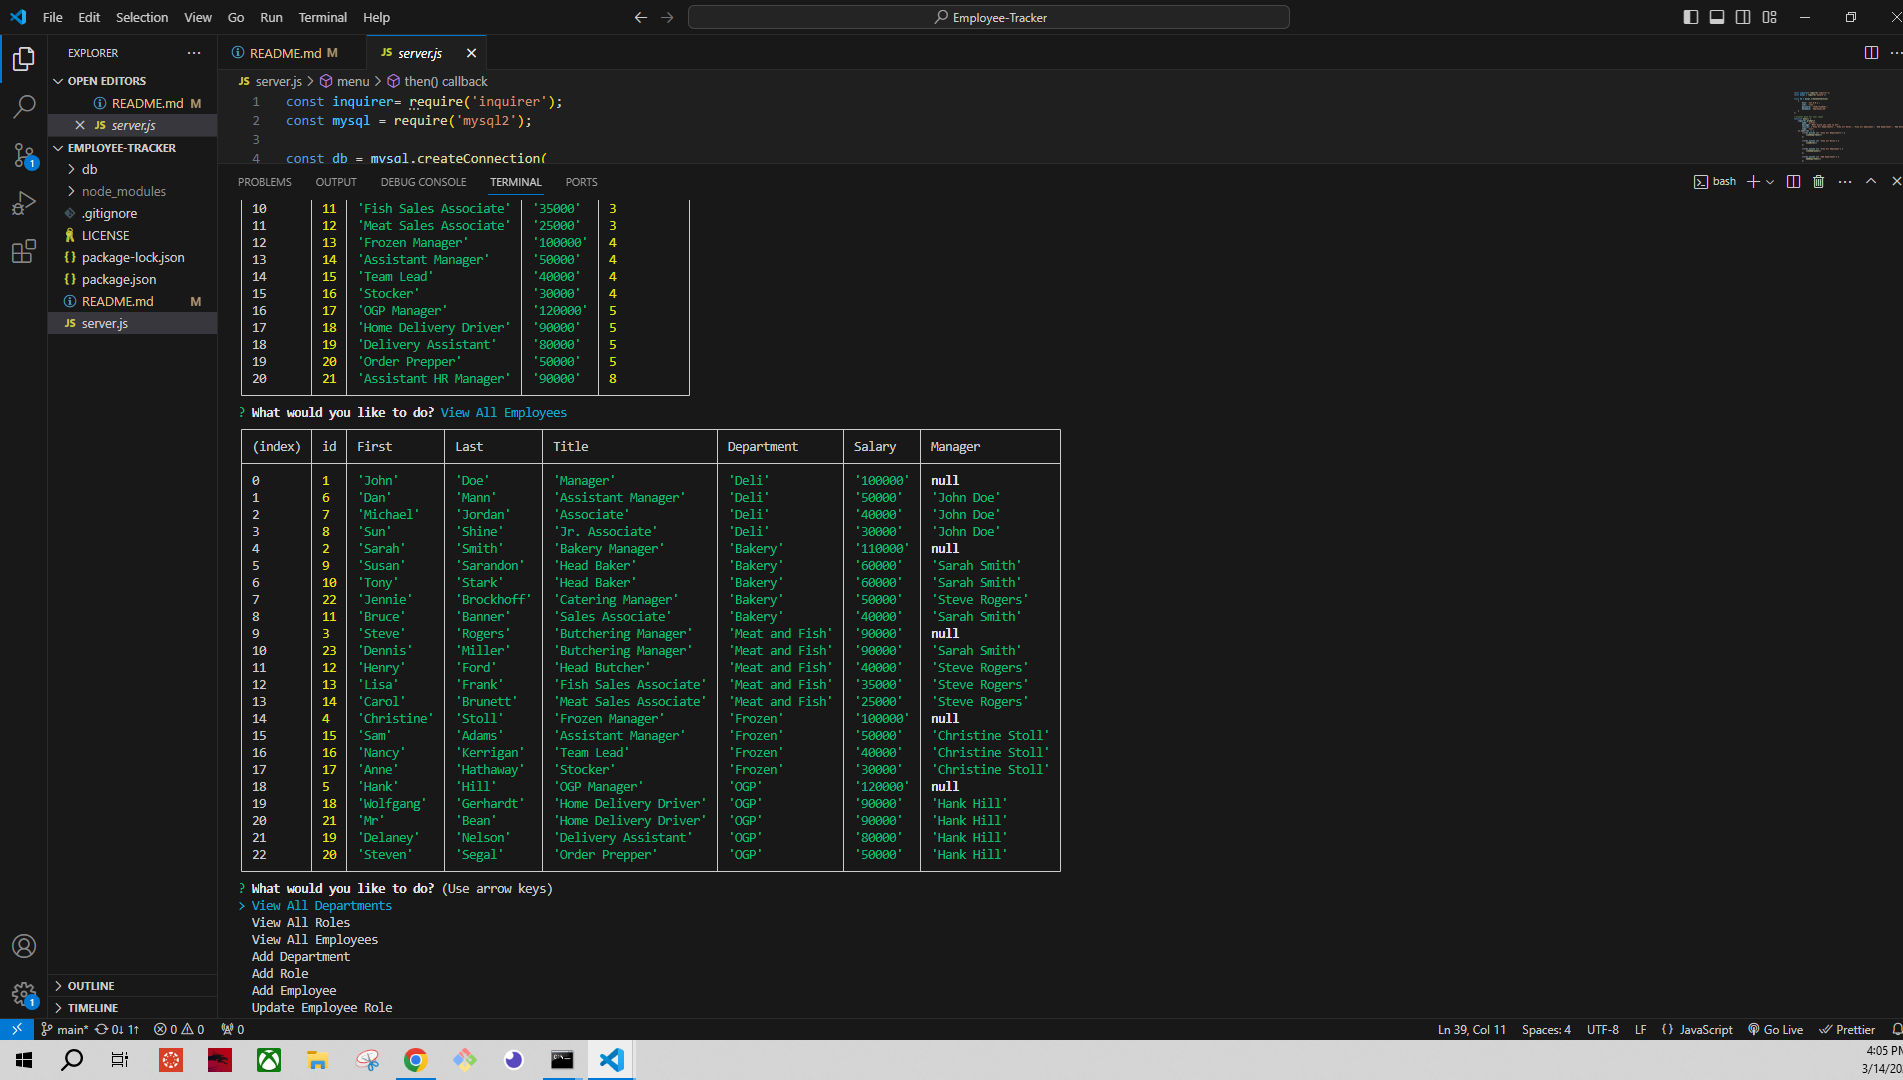 File Edit Selection View Go Run Terminal Help
Employee-Tracker
EXPLORER
OPEN EDITORS
README.md M
server.js
EMPLOYEE-TRACKER
db
node_modules
.gitignore
LICENSE
package-lock.json
package.json
README.md M
server.js
OUTLINE
TIMELINE
README.md M
JS server.js
JS server.js > menu > then() callback
1 const inquirer= require('inquirer');
2 const mysql = require('mysql2');
3
4 const db = mysql.createConnection(
PROBLEMS OUTPUT DEBUG CONSOLE TERMINAL PORTS
bash
10 11 'Fish Sales Associate' '35000' 3
11 12 'Meat Sales Associate' '25000' 3
12 13 'Frozen Manager' '100000' 4
13 14 'Assistant Manager' '50000' 4
14 15 'Team Lead' '40000' 4
15 16 'Stocker' '30000' 4
16 17 'OGP Manager' '120000' 5
17 18 'Home Delivery Driver' '90000' 5
18 19 'Delivery Assistant' '80000' 5
19 20 'Order Prepper' '50000' 5
20 21 'Assistant HR Manager' '90000' 8
? What would you like to do? View All Employees
(index) id First Last Title Department Salary Manager
0 1 'John' 'Doe' 'Manager' 'Deli' '100000' null
1 6 'Dan' 'Mann' 'Assistant Manager' 'Deli' '50000' 'John Doe'
2 7 'Michael' 'Jordan' 'Associate' 'Deli' '40000' 'John Doe'
3 8 'Sun' 'Shine' 'Jr. Associate' 'Deli' '30000' 'John Doe'
4 2 'Sarah' 'Smith' 'Bakery Manager' 'Bakery' '110000' null
5 9 'Susan' 'Sarandon' 'Head Baker' 'Bakery' '60000' 'Sarah Smith'
6 10 'Tony' 'Stark' 'Head Baker' 'Bakery' '60000' 'Sarah Smith'
7 22 'Jennie' 'Brockhoff' 'Catering Manager' 'Bakery' '50000' 'Steve Rogers'
8 11 'Bruce' 'Banner' 'Sales Associate' 'Bakery' '40000' 'Sarah Smith'
9 3 'Steve' 'Rogers' 'Butchering Manager' 'Meat and Fish' '90000' null
10 23 'Dennis' 'Miller' 'Butchering Manager' 'Meat and Fish' '90000' 'Sarah Smith'
11 12 'Henry' 'Ford' 'Head Butcher' 'Meat and Fish' '40000' 'Steve Rogers'
12 13 'Lisa' 'Frank' 'Fish Sales Associate' 'Meat and Fish' '35000' 'Steve Rogers'
13 14 'Carol' 'Brunett' 'Meat Sales Associate' 'Meat and Fish' '25000' 'Steve Rogers'
14 4 'Christine' 'Stoll' 'Frozen Manager' 'Frozen' '100000' null
15 15 'Sam' 'Adams' 'Assistant Manager' 'Frozen' '50000' 'Christine Stoll'
16 16 'Nancy' 'Kerrigan' 'Team Lead' 'Frozen' '40000' 'Christine Stoll'
17 17 'Anne' 'Hathaway' 'Stocker' 'Frozen' '30000' 'Christine Stoll'
18 5 'Hank' 'Hill' 'OGP Manager' 'OGP' '120000' null
19 18 'Wolfgang' 'Gerhardt' 'Home Delivery Driver' 'OGP' '90000' 'Hank Hill'
20 21 'Mr' 'Bean' 'Home Delivery Driver' 'OGP' '90000' 'Hank Hill'
21 19 'Delaney' 'Nelson' 'Delivery Assistant' 'OGP' '80000' 'Hank Hill'
22 20 'Steven' 'Segal' 'Order Prepper' 'OGP' '50000' 'Hank Hill'
? What would you like to do? (Use arrow keys)
> View All Departments
View All Roles
View All Employees
Add Department
Add Role
Add Employee
Update Employee Role
main* 0↓ 1↑ 0 0 0
Ln 39, Col 11 Spaces: 4 UTF-8 LF {} JavaScript Go Live Prettier
4:05 PM
3/14/20